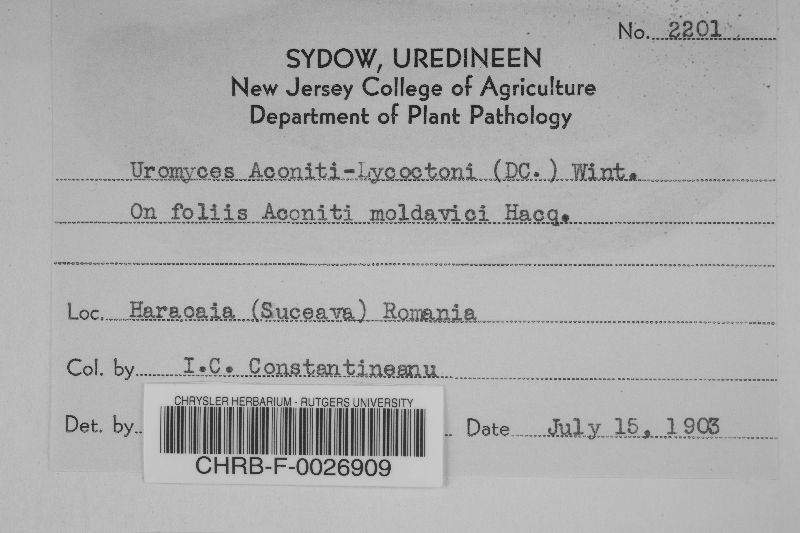 No. 2201
SYDOW, UREDINEEN
New Jersey College of Agriculture
Department of Plant Pathology
Uromyces Aconiti-Lycoctoni (DC.) Wint.
On foliis Aconiti moldavici Hacq.
Loc. Haracaia (Suceava) Romania
Col. by I.C. Constantineanu
Det. by
Date July 15, 1903
CHRYSLER HERBARIUM - RUTGERS UNIVERSITY
CHRB-F-0026909